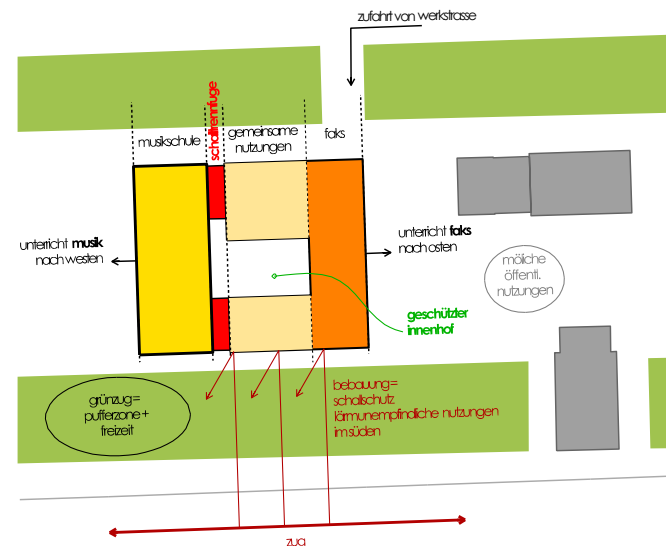 zufahrt von werkstrasse
schalltrennfuge
musikschule
gemeinsame
nutzungen
faks
unterricht musik
nach westen
unterricht faks
nach osten
möliche
öffentl.
nutzungen
geschützter
innenhof
grünzug=
pufferzone+
freizeit
bebauung=
schallschutz
lärmunempfindliche nutzungen
im süden
zug